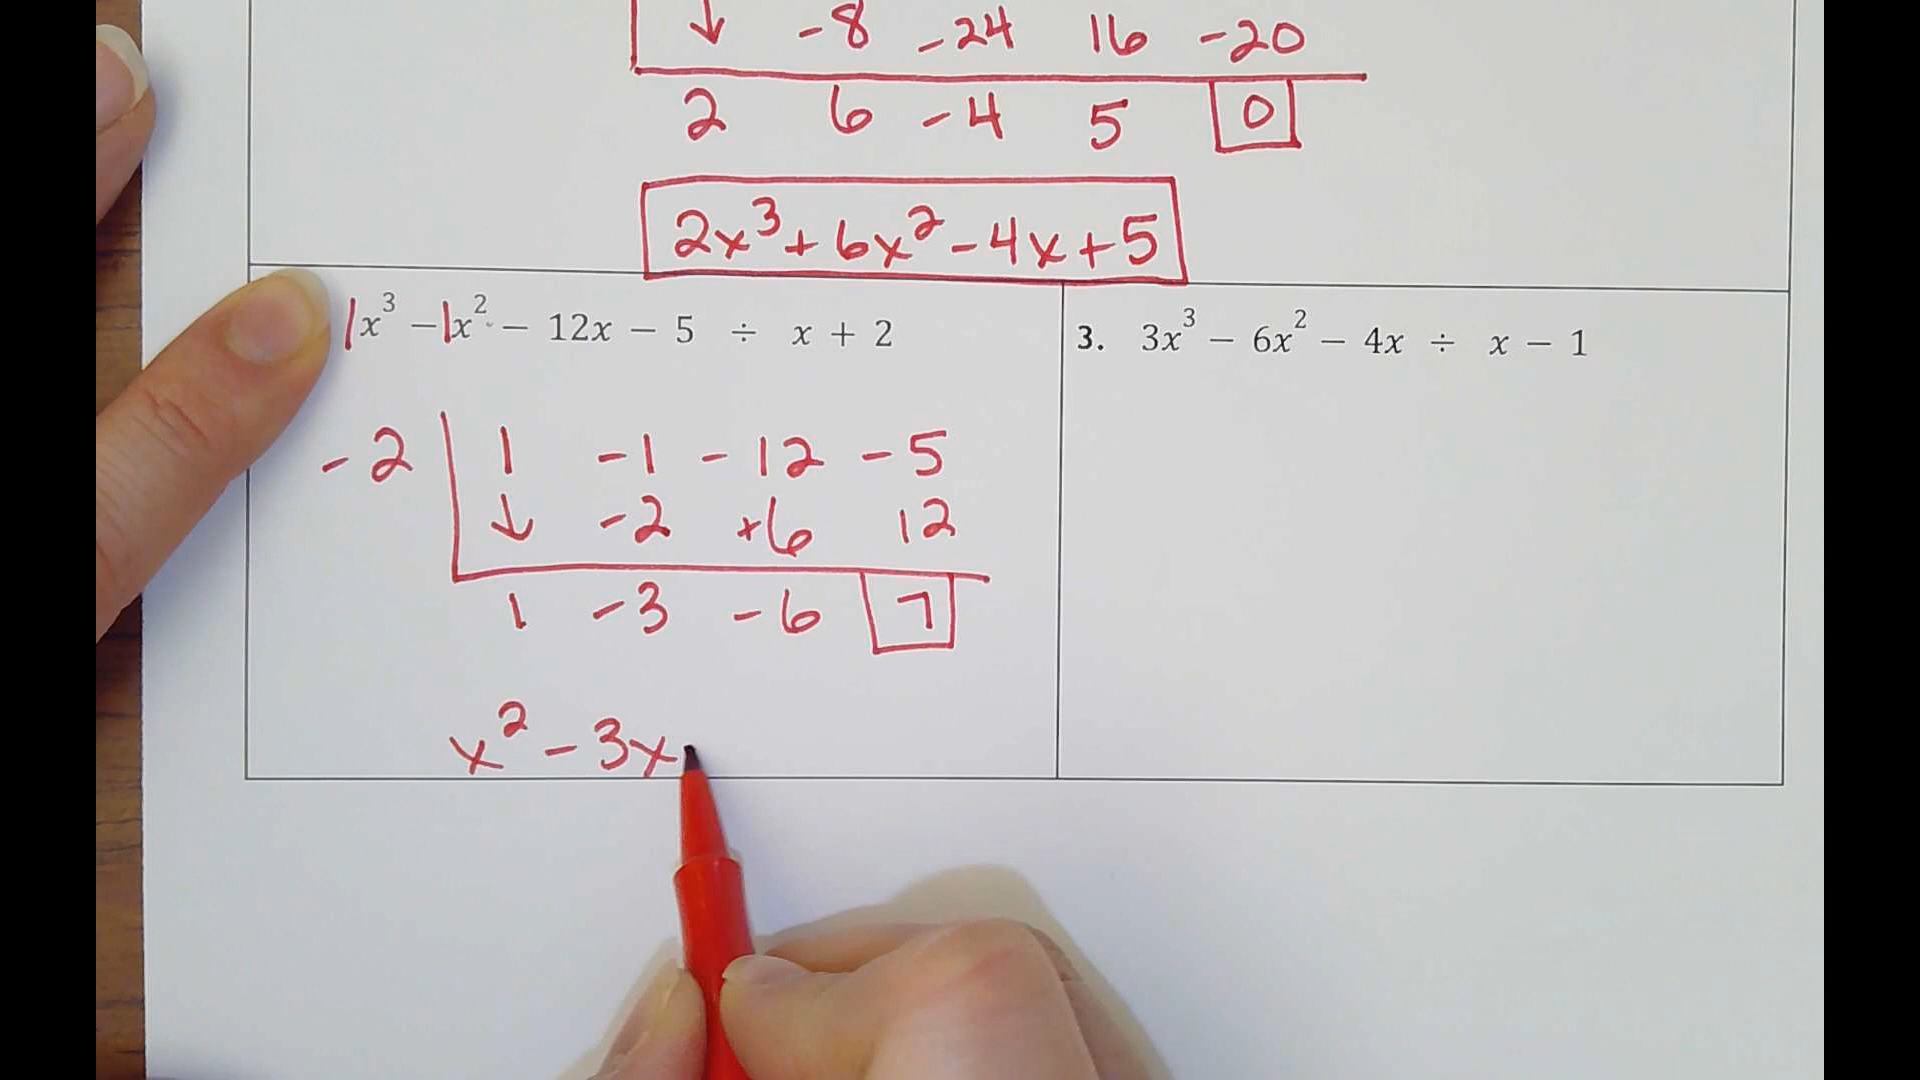 ↓ -8 -24 16 -20
2 6 -4 5 0
2x³+6x²-4x+5
1x³ − 1x² − 12x − 5 ÷ x + 2
3. 3x³ − 6x² − 4x ÷ x − 1
-2 1 -1 -12 -5
↓ -2 +6 12
1 -3 -6 7
x² - 3x